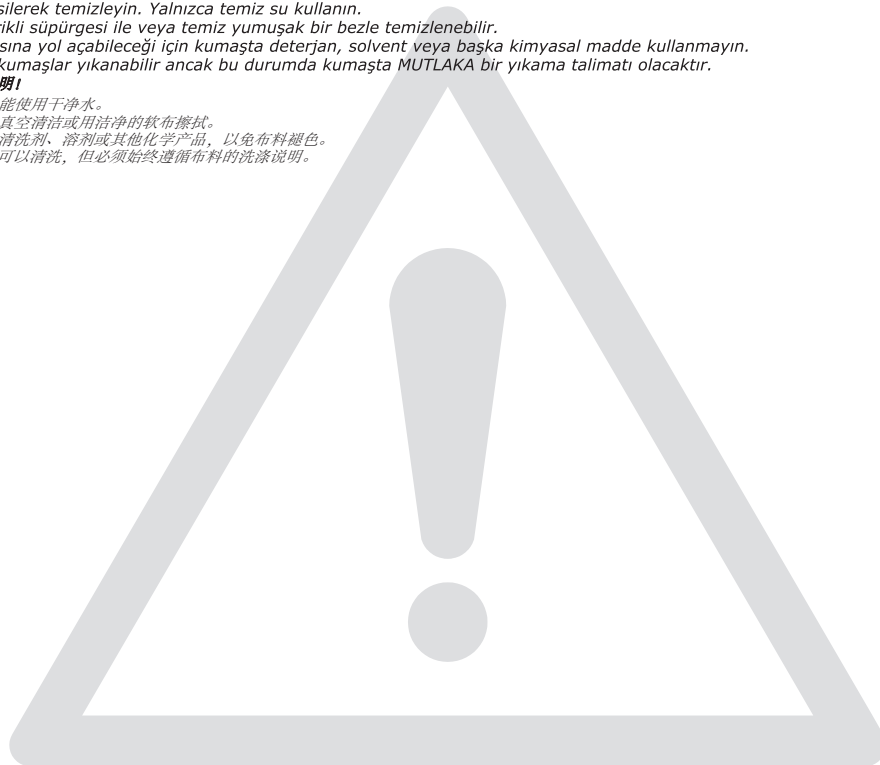 silerek temizleyin. Yalnızca temiz su kullanın.
rikli süpürgesi ile veya temiz yumuşak bir bezle temizlenebilir.
sına yol açabileceği için kumaşta deterjan, solvent veya başka kimyasal madde kullanmayın.
kumaşlar yıkanabilir ancak bu durumda kumaşta MUTLAKA bir yıkama talimatı olacaktır.
明!
能使用干净水。
真空清洁或用洁净的软布擦拭。
清洗剂、溶剂或其他化学产品，以免布料褪色。
可以清洗，但必须始终遵循布料的洗涤说明。